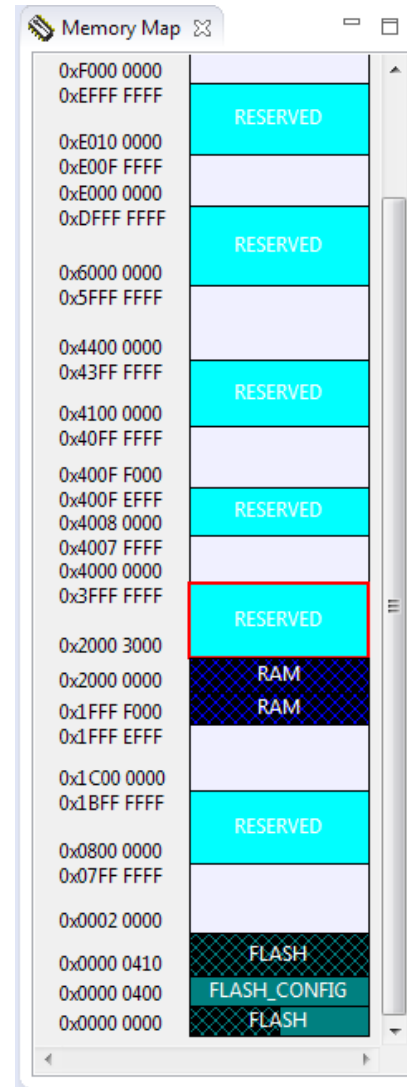 Memory Map
0xF000 0000
0xEFFF FFFF
RESERVED
0xE010 0000
0xE00F FFFF
0xE000 0000
0xDFFF FFFF
RESERVED
0x6000 0000
0x5FFF FFFF
0x4400 0000
0x43FF FFFF
RESERVED
0x4100 0000
0x40FF FFFF
0x400F F000
0x400F EFFF
RESERVED
0x4008 0000
0x4007 FFFF
0x4000 0000
0x3FFF FFFF
RESERVED
0x2000 3000
RAM
0x2000 0000
RAM
0x1FFF F000
0x1FFF EFFF
0x1C00 0000
0x1BFF FFFF
RESERVED
0x0800 0000
0x07FF FFFF
0x0002 0000
FLASH
0x0000 0410
0x0000 0400 FLASH_CONFIG
0x0000 0000 FLASH